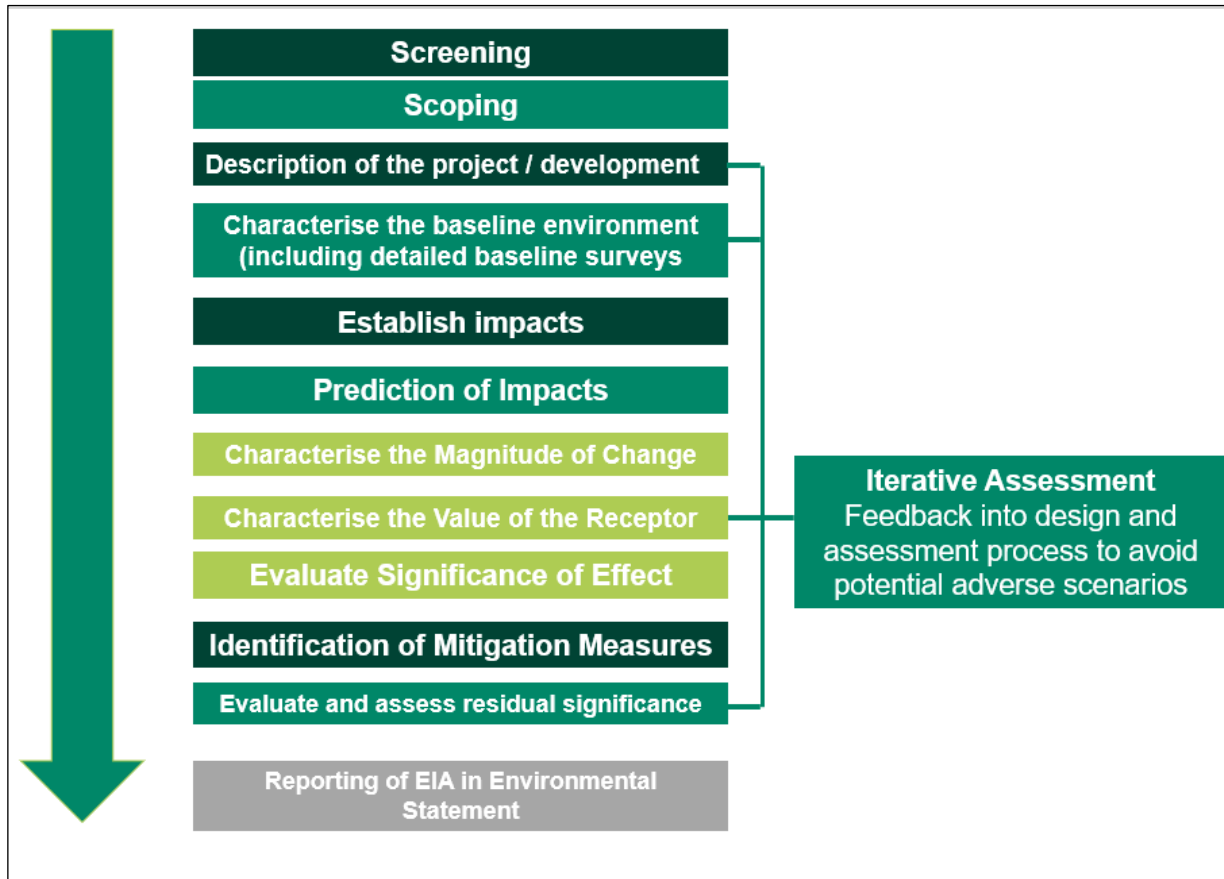 Screening
Scoping
Description of the project / development
Characterise the baseline environment
(including detailed baseline surveys
Establish impacts
Prediction of Impacts
Characterise the Magnitude of Change
Characterise the Value of the Receptor
Evaluate Significance of Effect
Identification of Mitigation Measures
Evaluate and assess residual significance
Reporting of EIA in Environmental
Statement
Iterative Assessment
Feedback into design and
assessment process to avoid
potential adverse scenarios